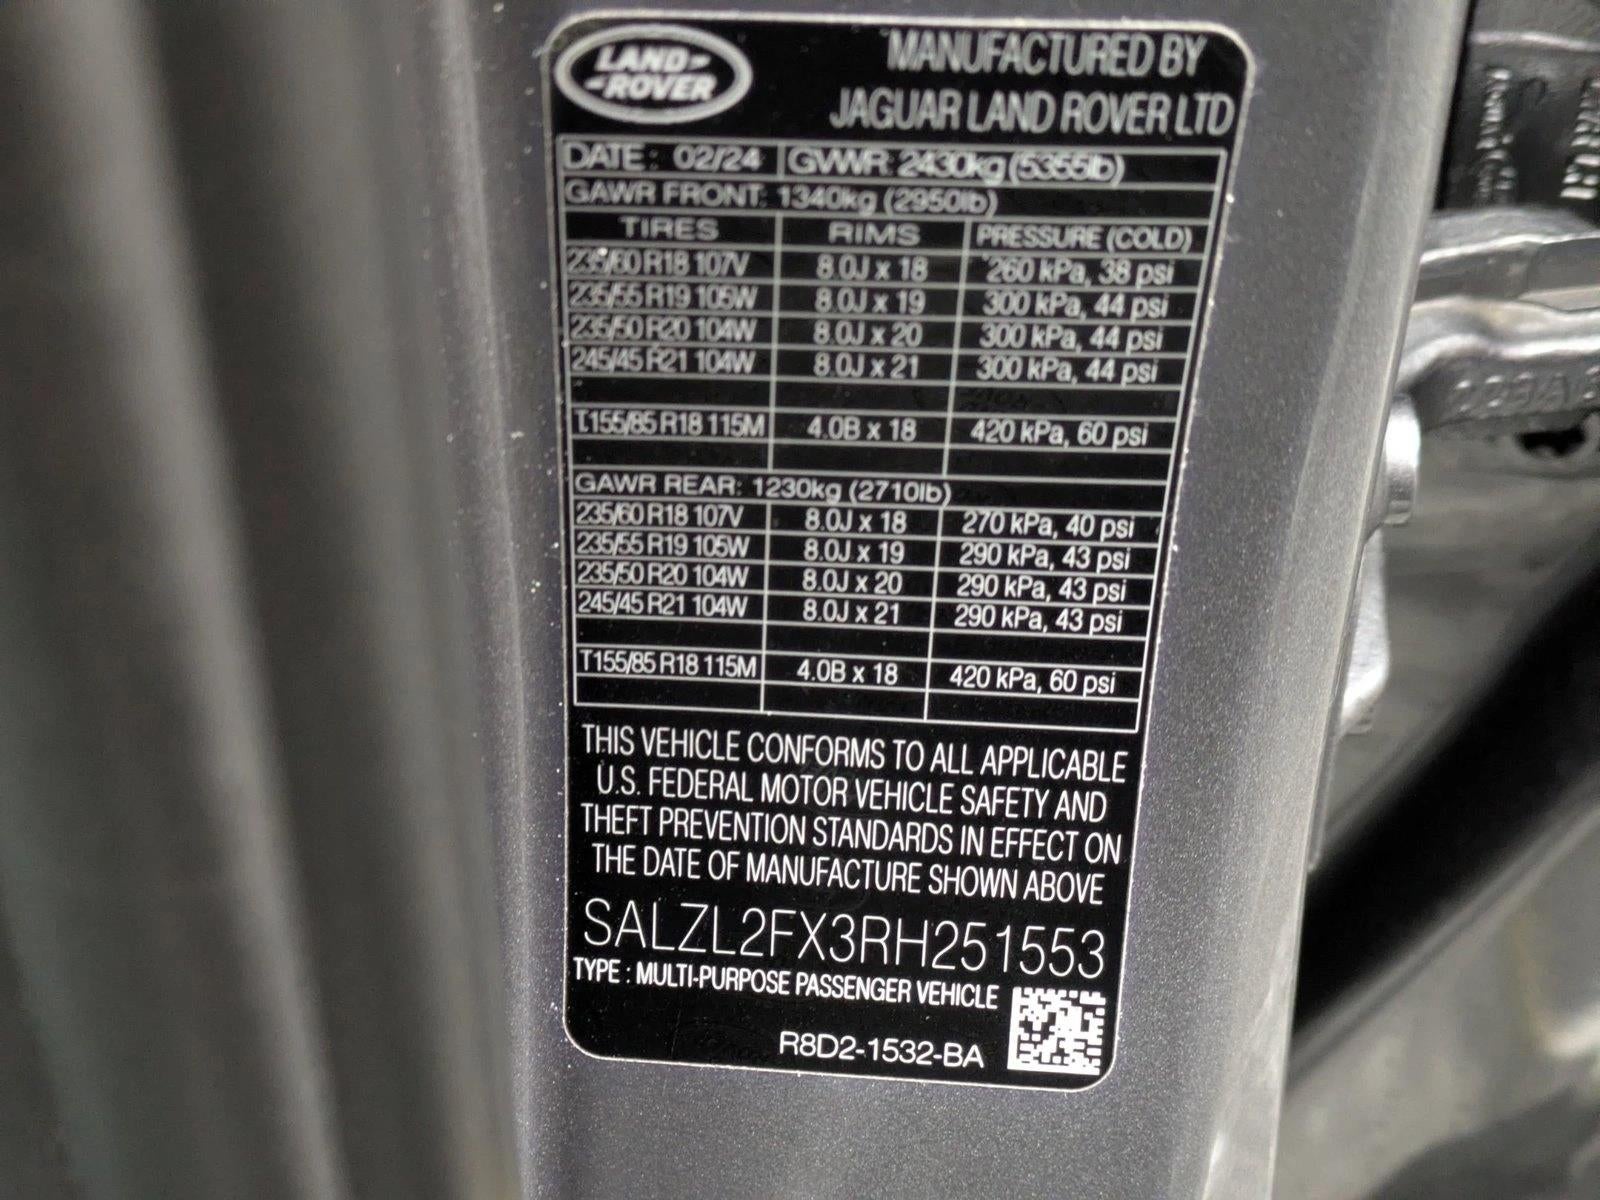 LAND-
-ROVER
MANUFACTURED BY
JAGUAR LAND ROVER LTD
DATE: 02/24 GVWR: 2430kg (5355lb)
GAWR FRONT: 1340kg (2950lb)
TIRES RIMS PRESSURE (COLD)
235/60 R18 107V 8.0J x 18 260 kPa, 38 psi
235/55 R19 105W 8.0J x 19 300 kPa, 44 psi
235/50 R20 104W 8.0J x 20 300 kPa, 44 psi
245/45 R21 104W 8.0J x 21 300 kPa, 44 psi
T155/85 R18 115M 4.0B x 18 420 kPa, 60 psi
GAWR REAR: 1230kg (2710lb)
235/60 R18 107V 8.0J x 18 270 kPa, 40 psi
235/55 R19 105W 8.0J x 19 290 kPa, 43 psi
235/50 R20 104W 8.0J x 20 290 kPa, 43 psi
245/45 R21 104W 8.0J x 21 290 kPa, 43 psi
T155/85 R18 115M 4.0B x 18 420 kPa, 60 psi
THIS VEHICLE CONFORMS TO ALL APPLICABLE
U.S. FEDERAL MOTOR VEHICLE SAFETY AND
THEFT PREVENTION STANDARDS IN EFFECT ON
THE DATE OF MANUFACTURE SHOWN ABOVE
SALZL2FX3RH251553
TYPE : MULTI-PURPOSE PASSENGER VEHICLE
R8D2-1532-BA